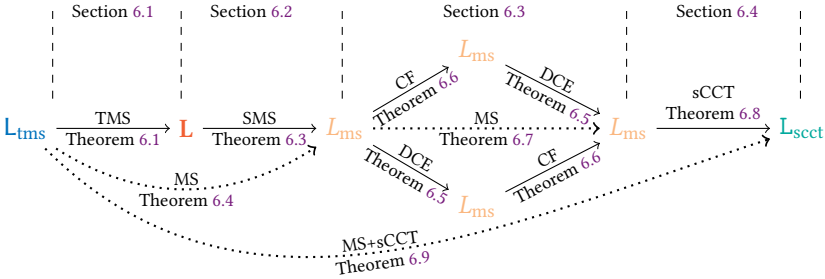 Section 6.1
Section 6.2
Section 6.3
Section 6.4
L_tms
TMS
Theorem 6.1
L
SMS
Theorem 6.3
L_ms
CF
Theorem 6.6
L_ms
DCE
Theorem 6.5
MS
Theorem 6.7
DCE
Theorem 6.5
L_ms
CF
Theorem 6.6
L_ms
sCCT
Theorem 6.8
L_scct
MS
Theorem 6.4
MS+sCCT
Theorem 6.9